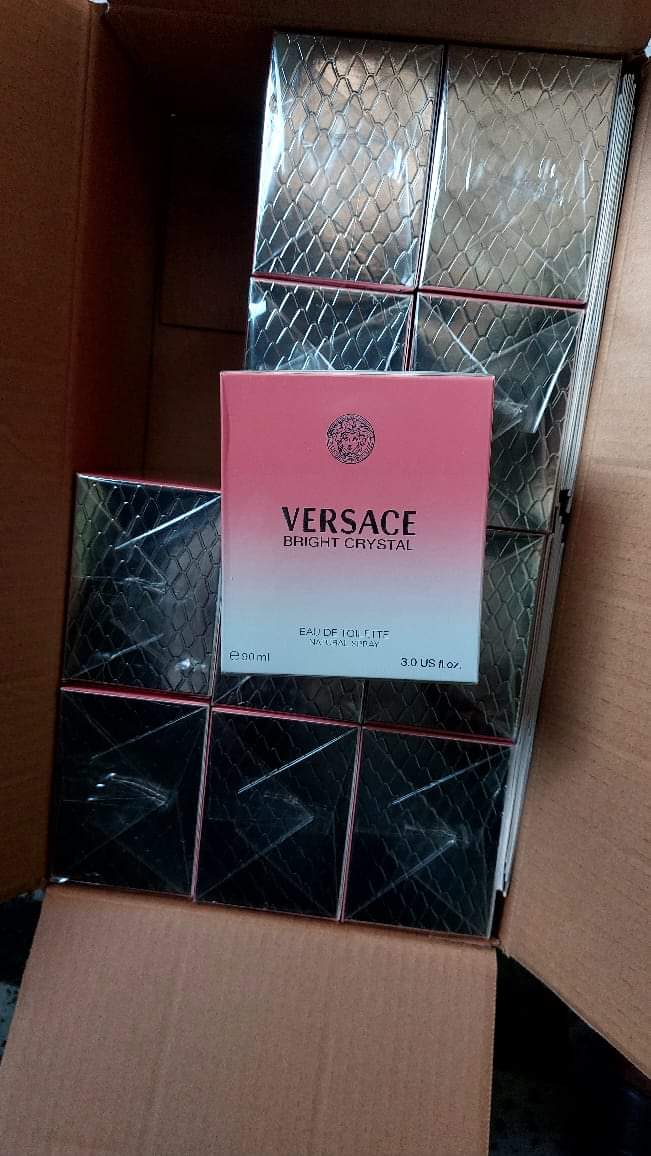 VERSACE
BRIGHT CRYSTAL
EAU DE TOILETTE
NATURAL SPRAY
℮ 90 ml
3.0 US fl.oz.